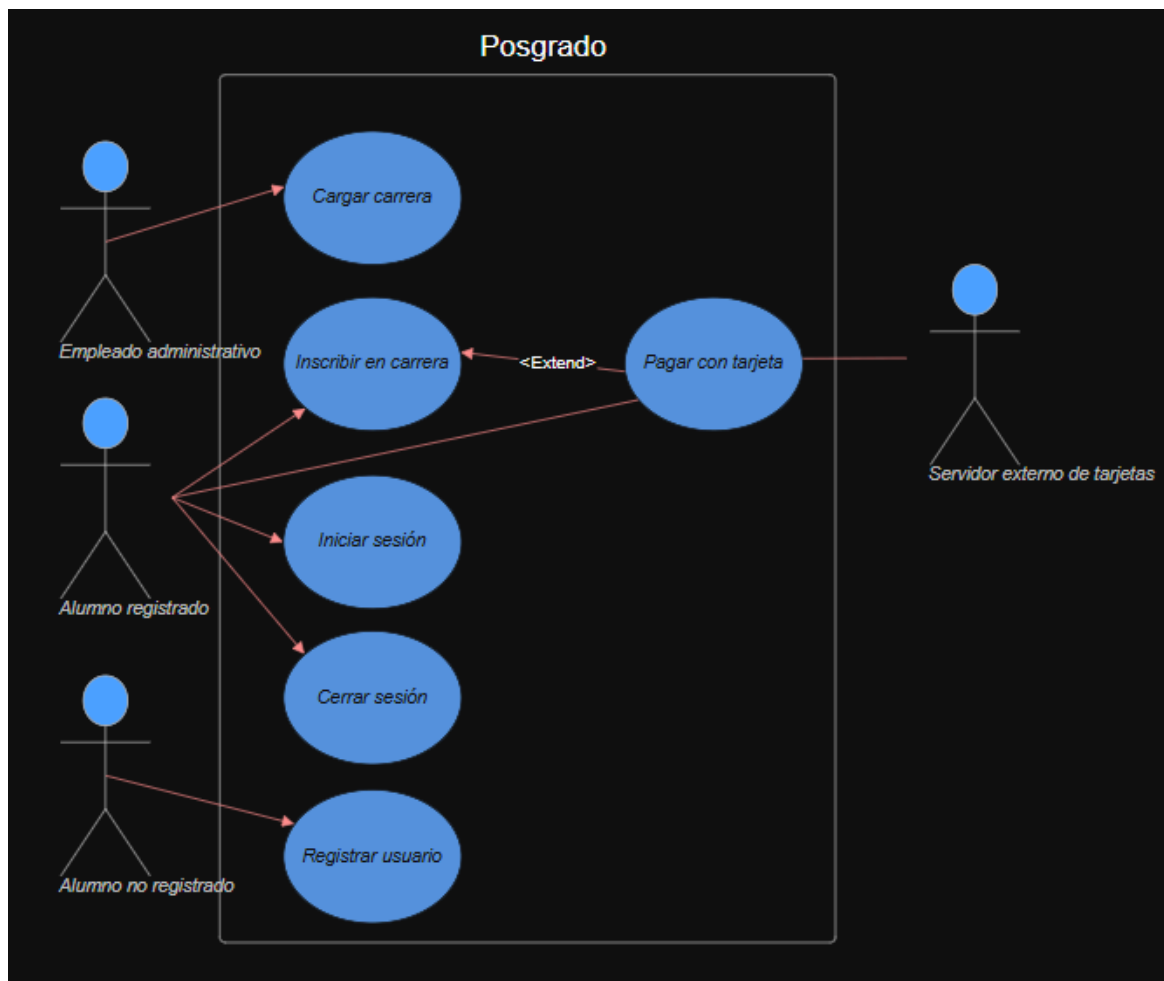 Posgrado
Cargar carrera
Empleado administrativo
Inscribir en carrera
<Extend>
Pagar con tarjeta
Servidor externo de tarjetas
Iniciar sesión
Alumno registrado
Cerrar sesión
Registrar usuario
Alumno no registrado